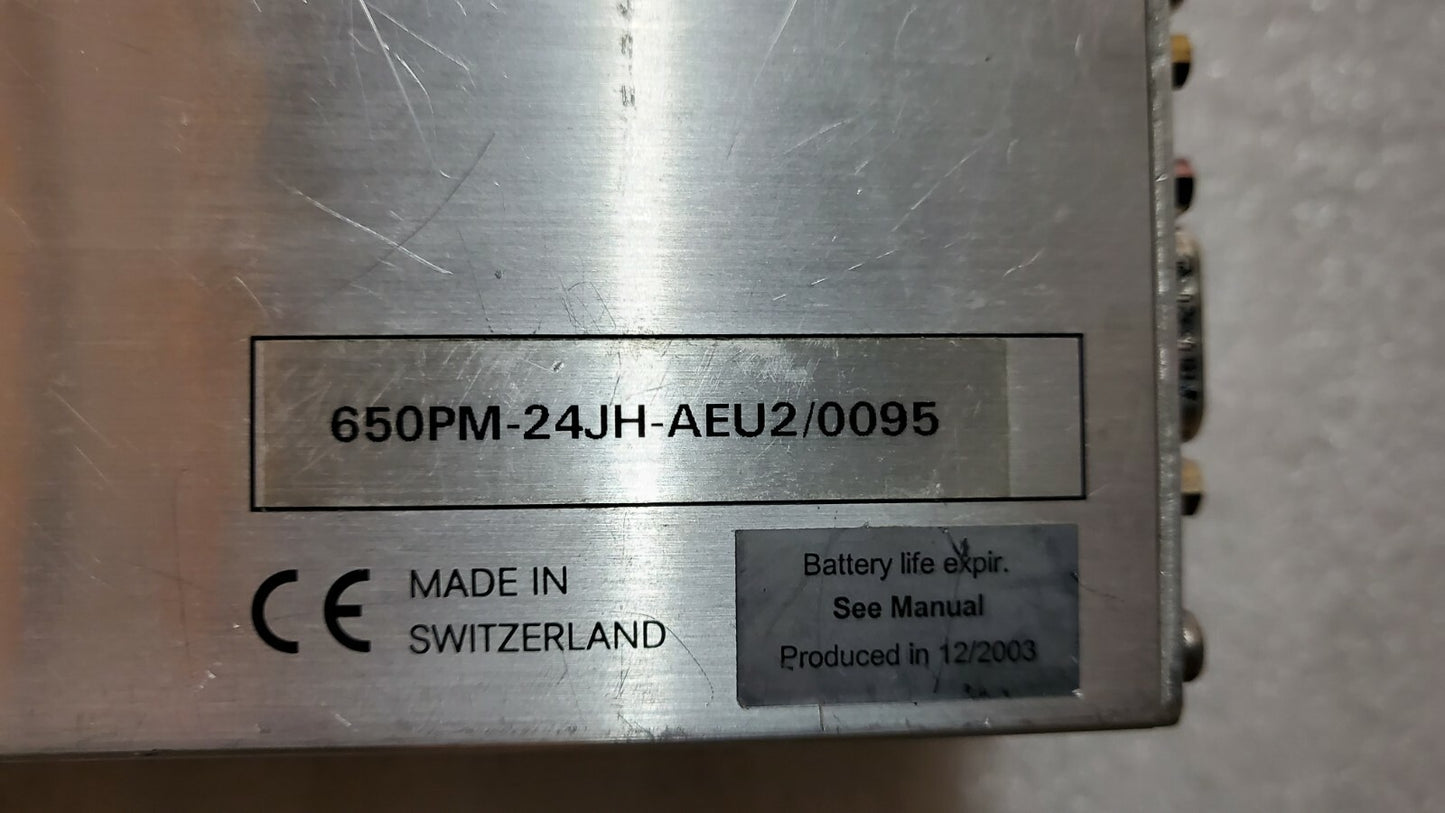 650PM-24JH-AEU2/0095
CE MADE IN
SWITZERLAND
Battery life expir.
See Manual
Produced in 12/2003